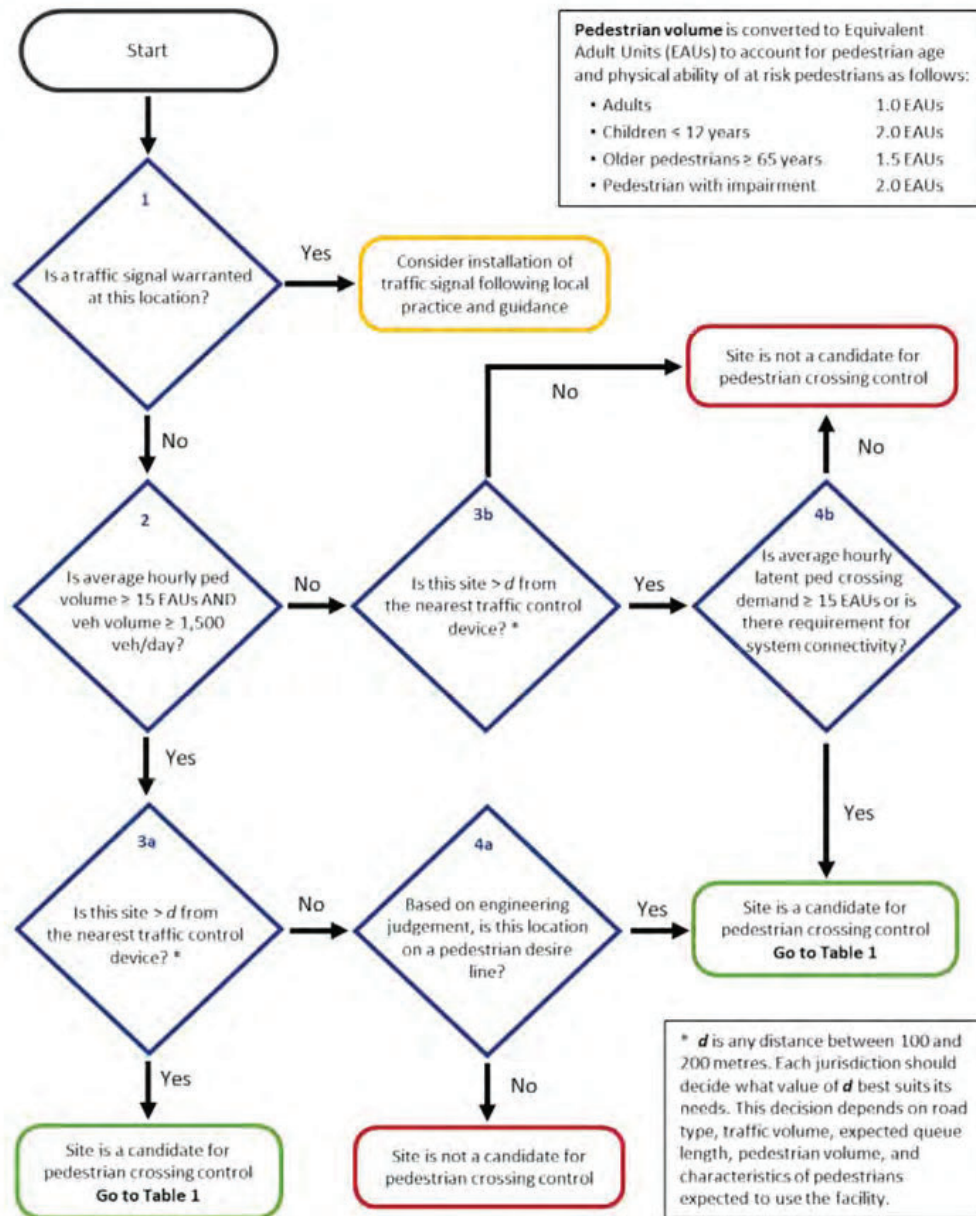 Start
Pedestrian volume is converted to Equivalent
Adult Units (EAUs) to account for pedestrian age
and physical ability of at risk pedestrians as follows:
• Adults 1.0 EAUs
• Children < 12 years 2.0 EAUs
• Older pedestrians ≥ 65 years 1.5 EAUs
• Pedestrian with impairment 2.0 EAUs
1
Is a traffic signal warranted
at this location?
Yes
Consider installation of
traffic signal following local
practice and guidance
No
Site is not a candidate for
pedestrian crossing control
No
No
2
Is average hourly ped
volume ≥ 15 EAUs AND
veh volume ≥ 1,500
veh/day?
No
3b
Is this site > d from
the nearest traffic control
device? *
Yes
4b
Is average hourly
latent ped crossing
demand ≥ 15 EAUs or is
there requirement for
system connectivity?
Yes
Yes
3a
Is this site > d from
the nearest traffic control
device? *
No
4a
Based on engineering
judgement, is this location
on a pedestrian desire
line?
Yes
Site is a candidate for
pedestrian crossing control
Go to Table 1
Yes
Site is a candidate for
pedestrian crossing control
Go to Table 1
No
Site is not a candidate for
pedestrian crossing control
* d is any distance between 100 and
200 metres. Each jurisdiction should
decide what value of d best suits its
needs. This decision depends on road
type, traffic volume, expected queue
length, pedestrian volume, and
characteristics of pedestrians
expected to use the facility.